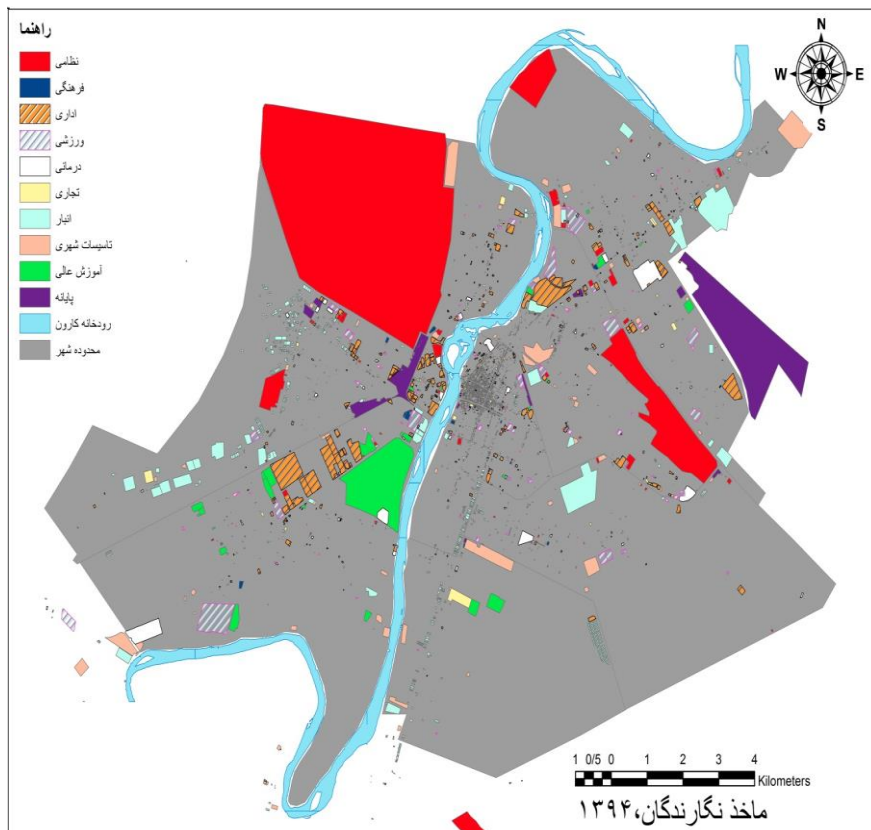 راهنما
نظامی
فرهنگی
اداری
ورزشی
درمانی
تجاری
انبار
تاسیسات شهری
آموزش عالی
پایانه
رودخانه کارون
محدوده شهر
N
W E
S
1 0/5 0 1 2 3 4
Kilometers
ماخذ نگارندگان،۱۳۹۴